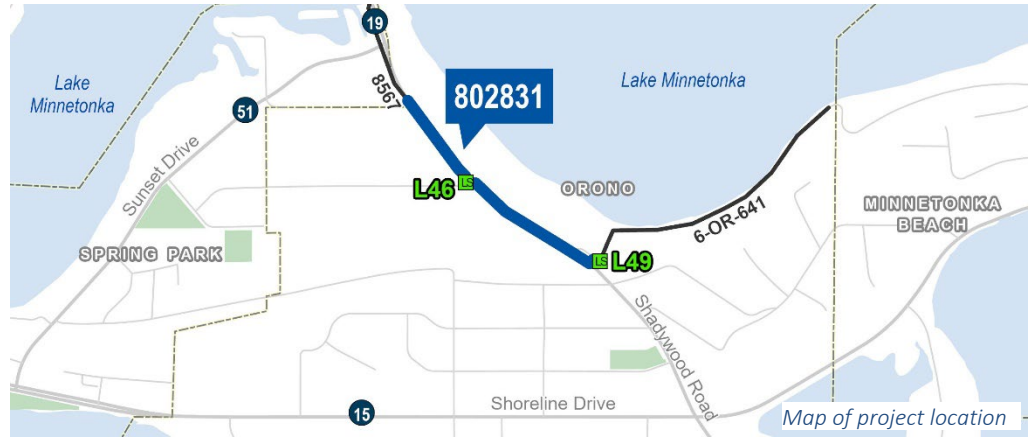 19
Lake
Minnetonka
8567
802831
Lake Minnetonka
51
Sunset Drive
L46
LS
ORONO
6-OR-641
MINNETONKA
BEACH
SPRING PARK
LS
L49
Shadywood Road
Shoreline Drive
15
Map of project location